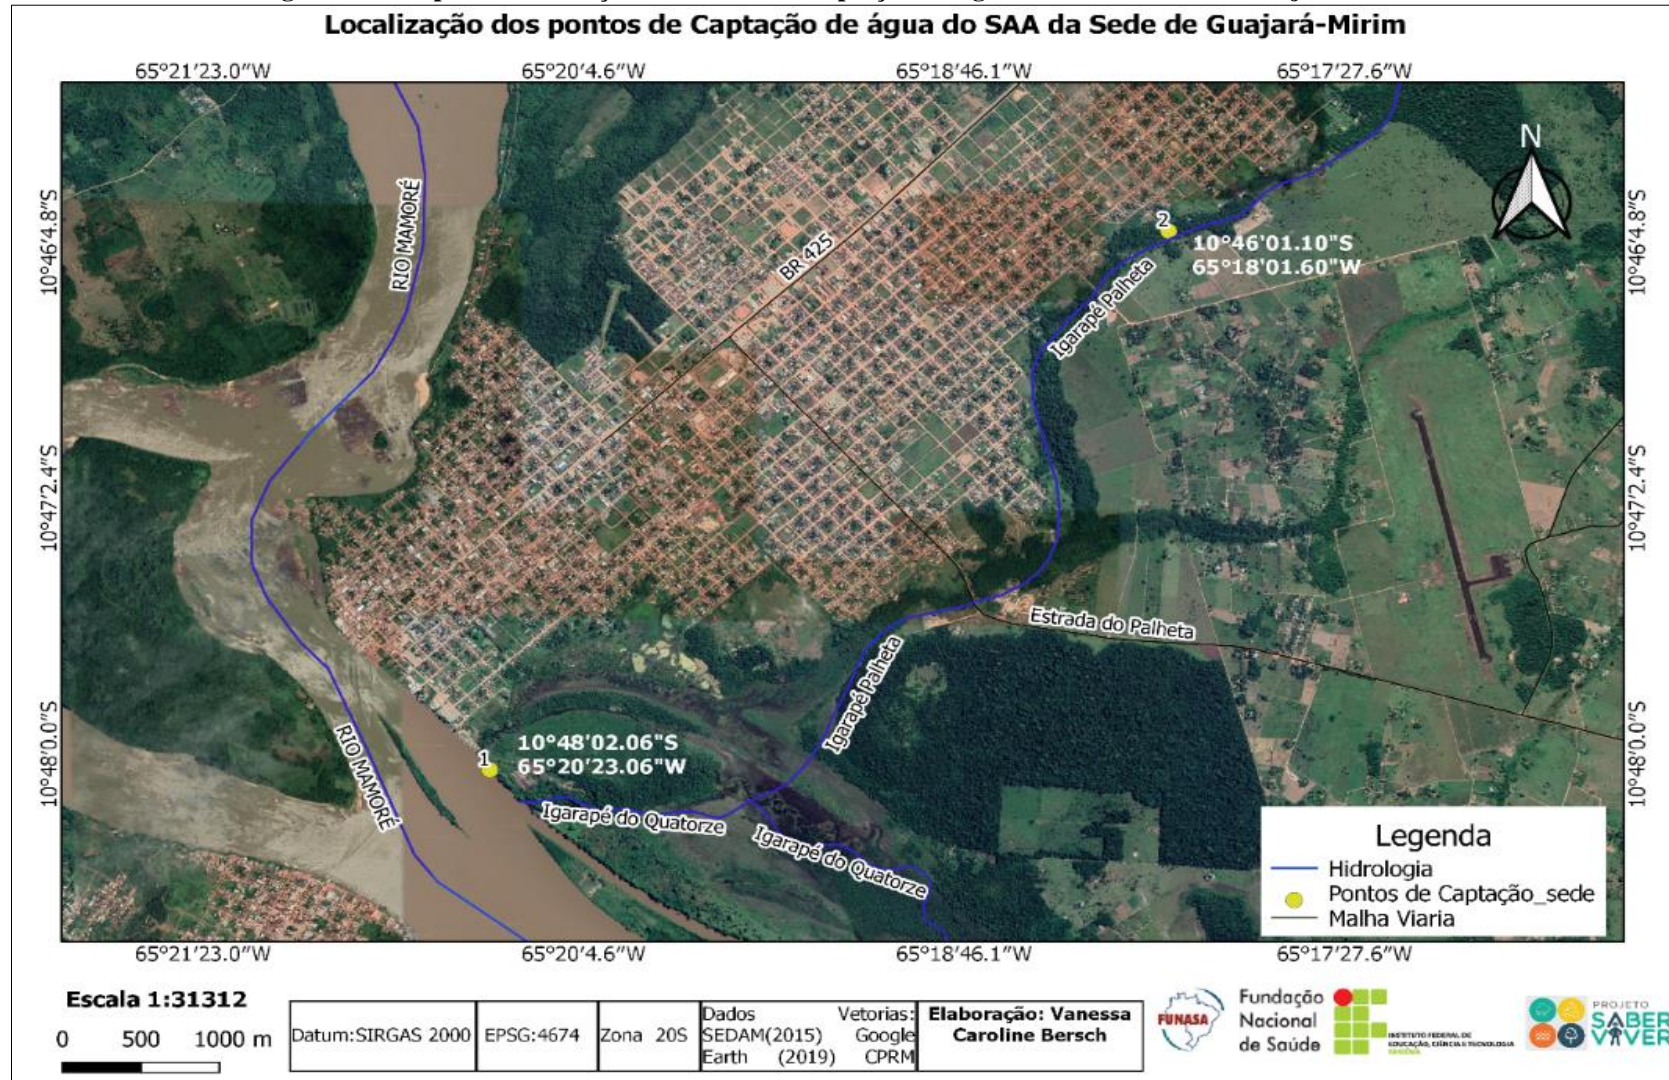 Localização dos pontos de Captação de água do SAA da Sede de Guajará-Mirim
65°21'23.0"W
65°20'4.6"W
65°18'46.1"W
65°17'27.6"W
10°46'4.8"S
10°46'4.8"S
N
RIO MAMORÉ
BR 425
2
10°46'01.10"S
65°18'01.60"W
Igarapé Palheta
10°47'2.4"S
10°47'2.4"S
Estrada do Palheta
Igarapé Palheta
10°48'0.0"S
10°48'0.0"S
RIO MAMORÉ
1
10°48'02.06"S
65°20'23.06"W
Igarapé do Quatorze
Igarapé do Quatorze
Legenda
Hidrologia
Pontos de Captação_sede
Malha Viaria
65°21'23.0"W
65°20'4.6"W
65°18'46.1"W
65°17'27.6"W
Escala 1:31312
0 500 1000 m
Datum:SIRGAS 2000
EPSG:4674
Zona 20S
Dados Vetorias:
SEDAM(2015) Google
Earth (2019) CPRM
Elaboração: Vanessa
Caroline Bersch
FUNASA
Fundação
Nacional
de Saúde
INSTITUTO FEDERAL DE
EDUCAÇÃO, CIÊNCIA E TECNOLOGIA
RONDÔNIA
PROJETO
SABER
VIVER